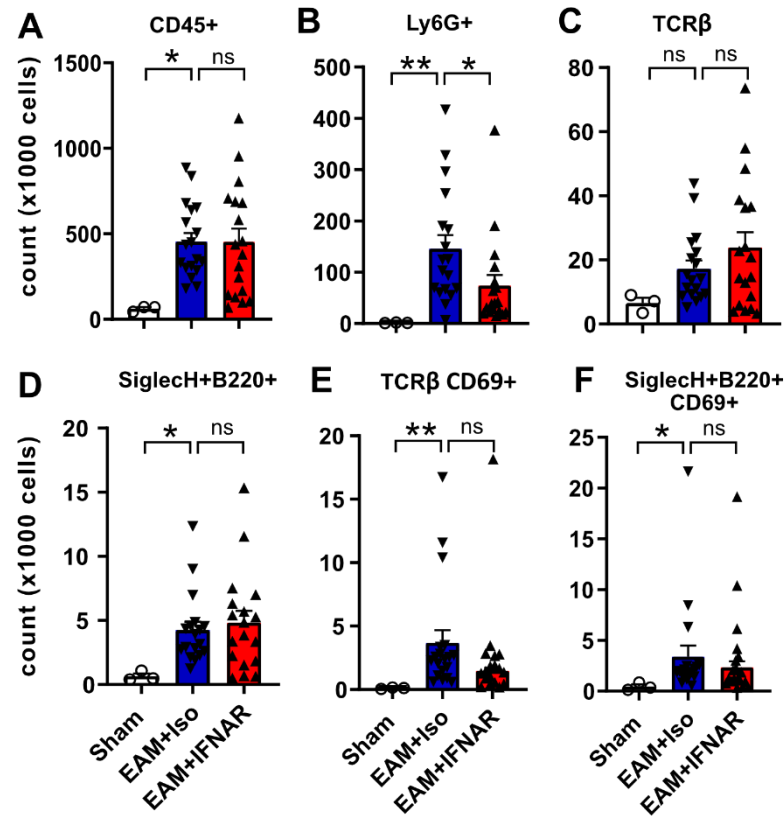 A
CD45+
count (x1000 cells)
1500
1000
500
0
*
ns
B
Ly6G+
500
400
300
200
100
0
**
*
C
TCRβ
80
60
40
20
0
ns
ns
D
SiglecH+B220+
count (x1000 cells)
20
15
10
5
0
*
ns
Sham
EAM+Iso
EAM+IFNAR
E
TCRβ CD69+
20
15
10
5
0
**
ns
Sham
EAM+Iso
EAM+IFNAR
F
SiglecH+B220+
CD69+
25
20
15
10
5
0
*
ns
Sham
EAM+Iso
EAM+IFNAR